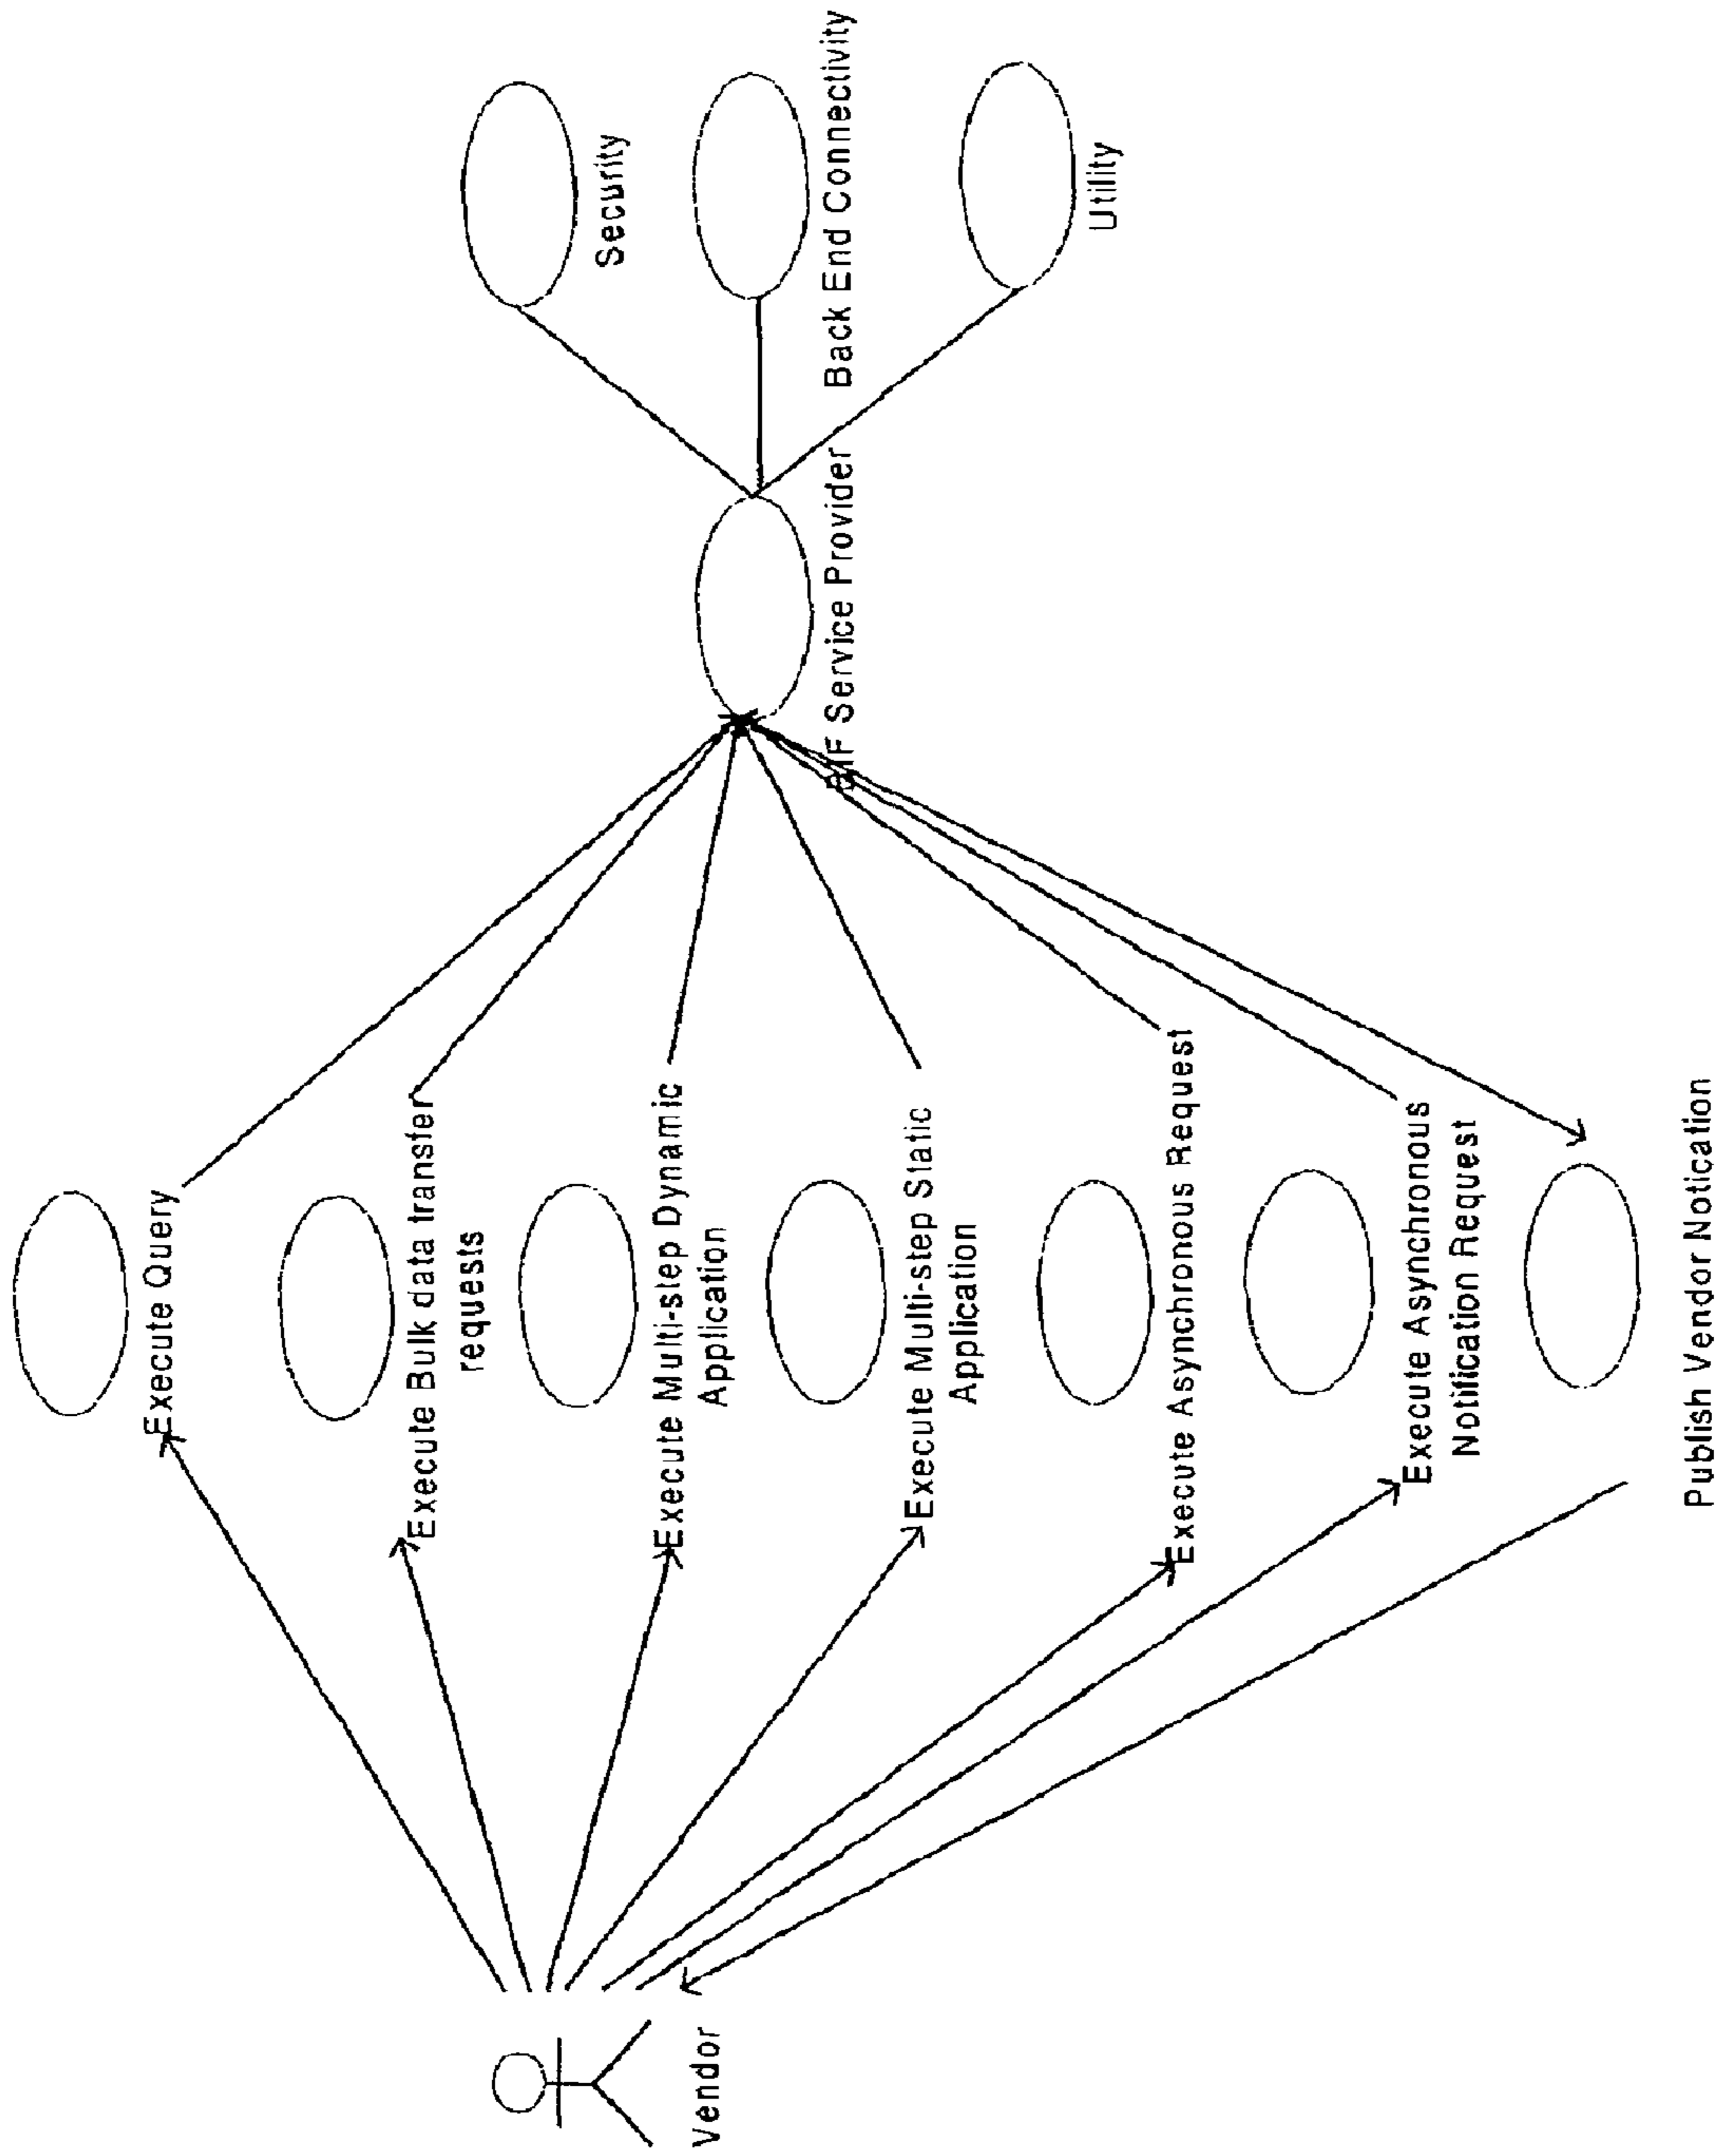 Vendor
Execute Query
Execute Bulk data transfer
requests
Execute Multi-step Dynamic
Application
Execute Multi-step Static
Application
Execute Asynchronous Request
Execute Asynchronous
Notification Request
Publish Vendor Notication
Service Provider
Security
Back End Connectivity
Utility